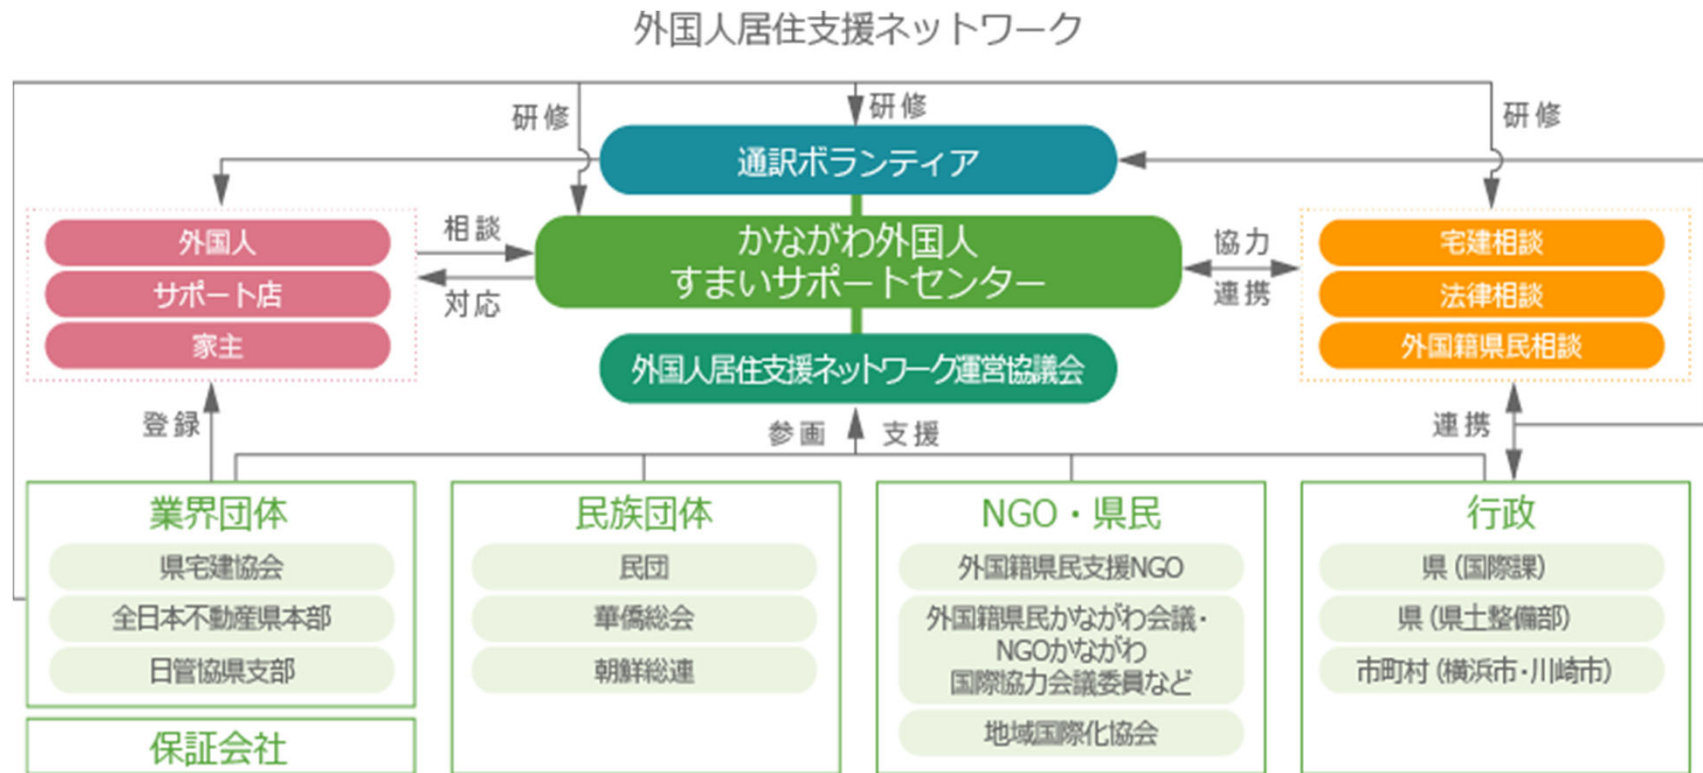 外国人居住支援ネットワーク
研修
研修
研修
通訳ボランティア
外国人
サポート店
家主
相談
対応
かながわ外国人
すまいサポートセンター
協力
連携
宅建相談
法律相談
外国籍県民相談
外国人居住支援ネットワーク運営協議会
登録
参画
支援
連携
業界団体
県宅建協会
全日本不動産県本部
日管協県支部
保証会社
民族団体
民団
華僑総会
朝鮮総連
NGO・県民
外国籍県民支援NGO
外国籍県民かながわ会議・
NGOかながわ
国際協力会議委員など
地域国際化協会
行政
県（国際課）
県（県土整備部）
市町村（横浜市・川崎市）